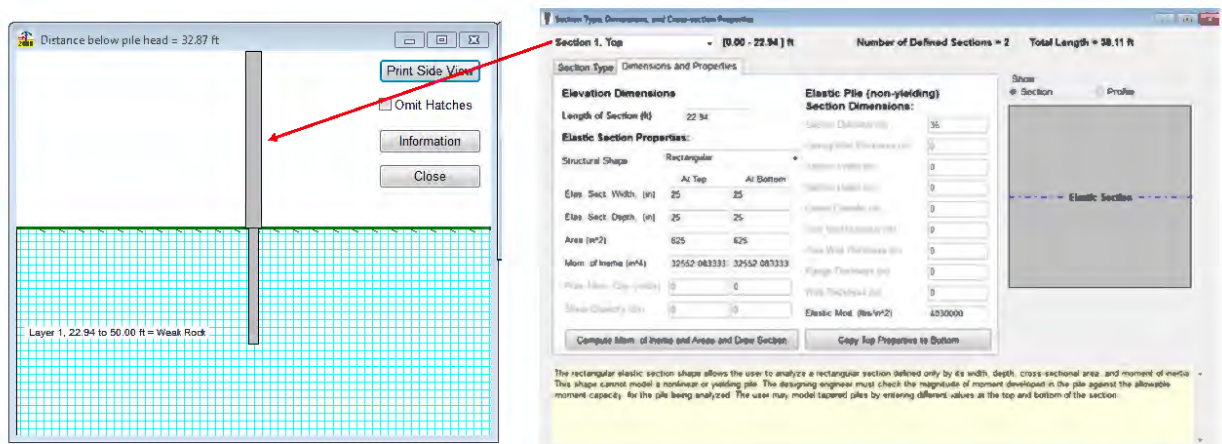 Distance below pile head = 32.87 ft
Print Side View
Omit Hatches
Information
Close
Layer 1, 22.94 to 50.00 ft = Weak Rock
Section Type, Dimensions, and Cross-section Properties
Section 1, Top [0.00 - 22.94 ] ft Number of Defined Sections = 2 Total Length = 38.11 ft
Section Type Dimensions and Properties
Show
Section Profile
Elevation Dimensions
Length of Section (ft) 22.94
Elastic Section Properties:
Structural Shape Rectangular
At Top At Bottom
Elas. Sect. Width, (in) 25 25
Elas. Sect. Depth, (in) 25 25
Area (in^2) 625 625
Mom. of Inertia (in^4) 32552.083333 32552.083333
0 0
0 0
Compute Mom. of Inertia and Areas and Draw Section
Elastic Pile (non-yielding)
Section Dimensions:
36
0
0
0
0
0
0
0
0
Elastic Mod. (lbs/in^2) 4030000
Copy Top Properties to Bottom
Elastic Section
The rectangular elastic section shape allows the user to analyze a rectangular section defined only by its width, depth, cross-sectional area, and moment of inertia
This shape cannot model a nonlinear or yielding pile. The designing engineer must check the magnitude of moment developed in the pile against the allowable
moment capacity for the pile being analyzed. The user may model tapered piles by entering different values at the top and bottom of the section.